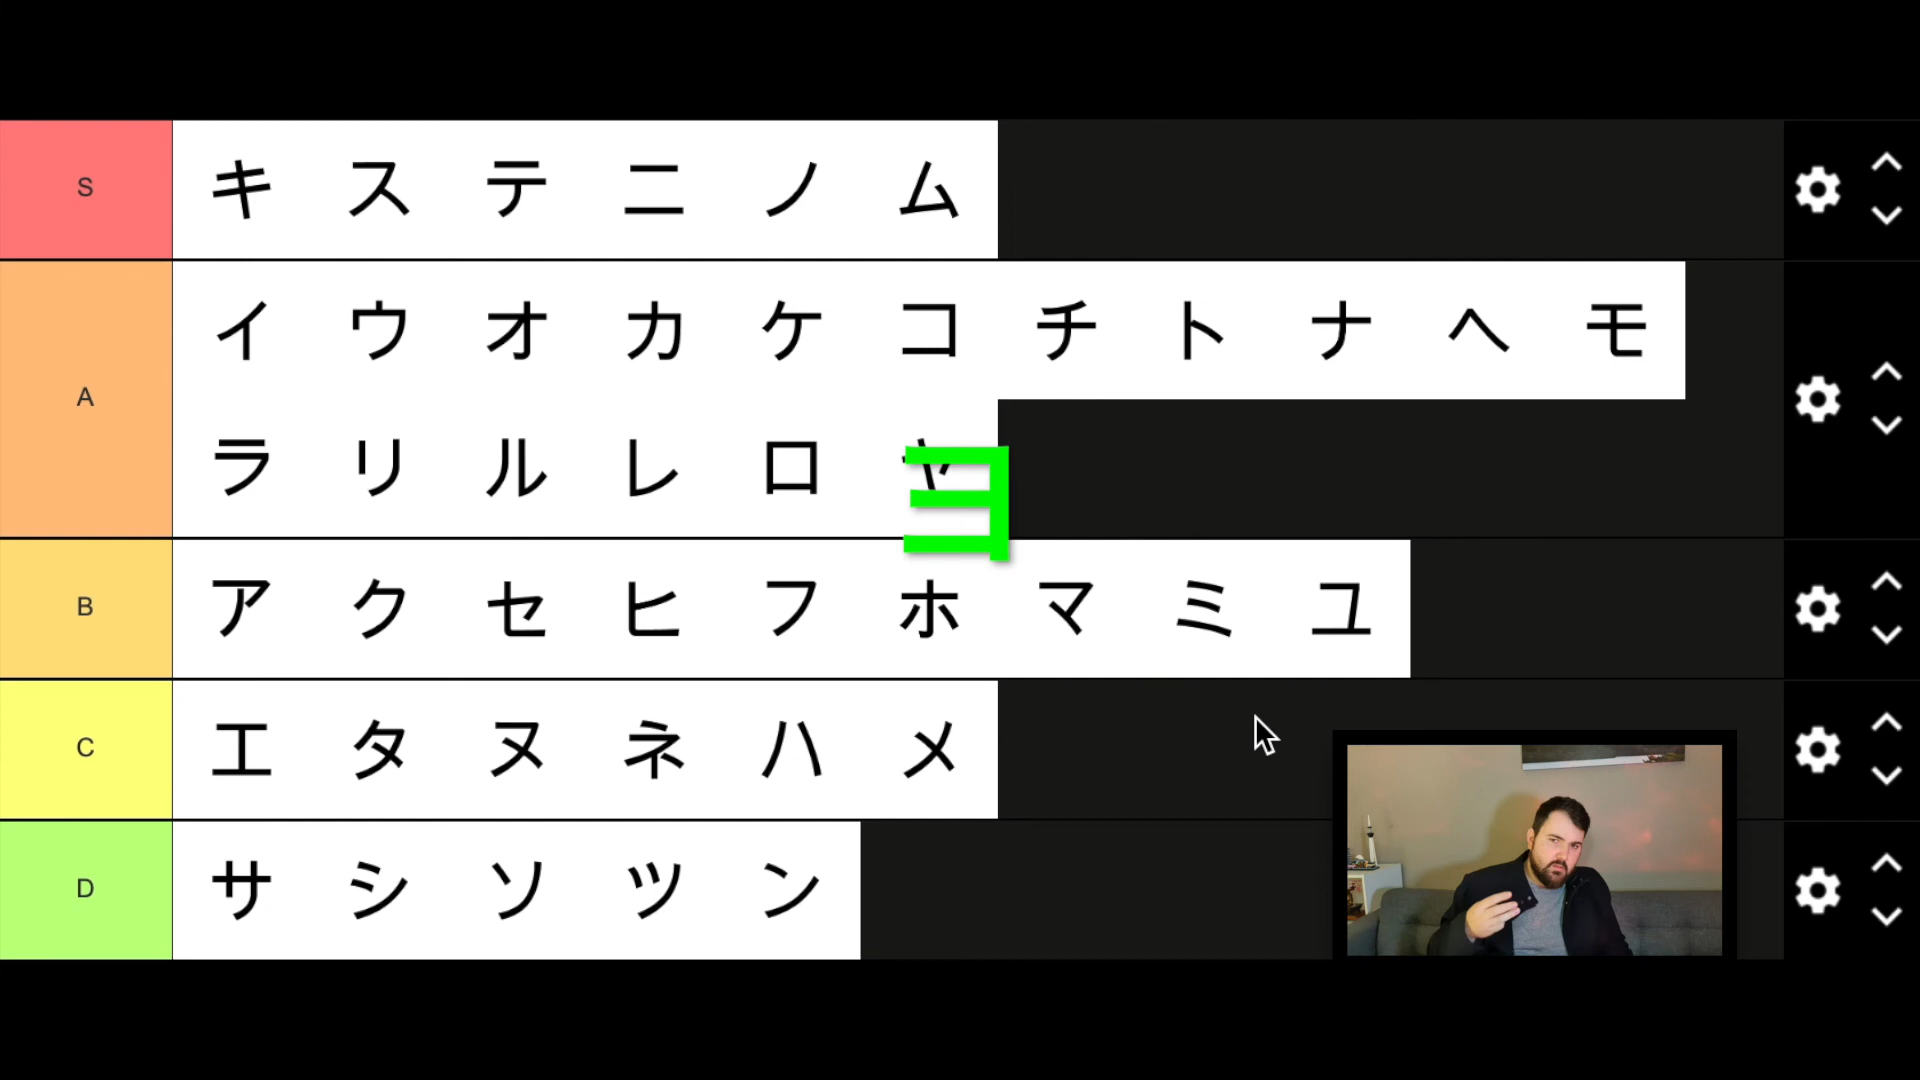 S
キ ス テ ニ ノ ム
A
イ ウ オ カ ケ コ チ ト ナ ヘ モ
ラ リ ル レ ロ ヤ
ヨ
B
ア ク セ ヒ フ ホ マ ミ ユ
C
エ タ ヌ ネ ハ メ
D
サ シ ソ ツ ン